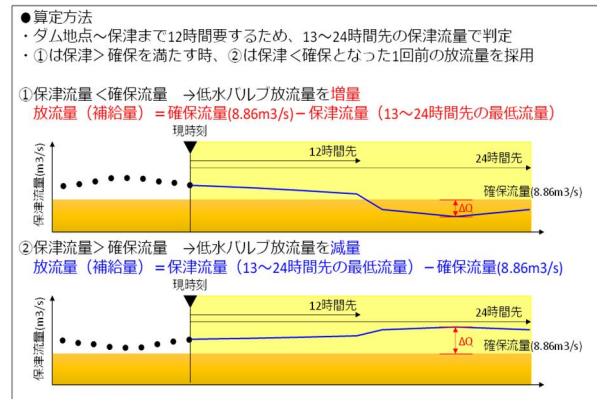 ●算定方法
・ダム地点～保津まで12時間要するため、13～24時間先の保津流量で判定
・①は保津＞確保を満たす時、②は保津＜確保となった1回前の放流量を採用
①保津流量＜確保流量　→低水バルブ放流量を増量
放流量（補給量）＝確保流量(8.86m3/s)－保津流量（13～24時間先の最低流量）
現時刻
12時間先
24時間先
保津流量(m3/s)
確保流量(8.86m3/s)
ΔQ
②保津流量＞確保流量　→低水バルブ放流量を減量
放流量（補給量）＝保津流量（13～24時間先の最低流量）－確保流量(8.86m3/s)
現時刻
12時間先
24時間先
保津流量(m3/s)
ΔQ
確保流量(8.86m3/s)